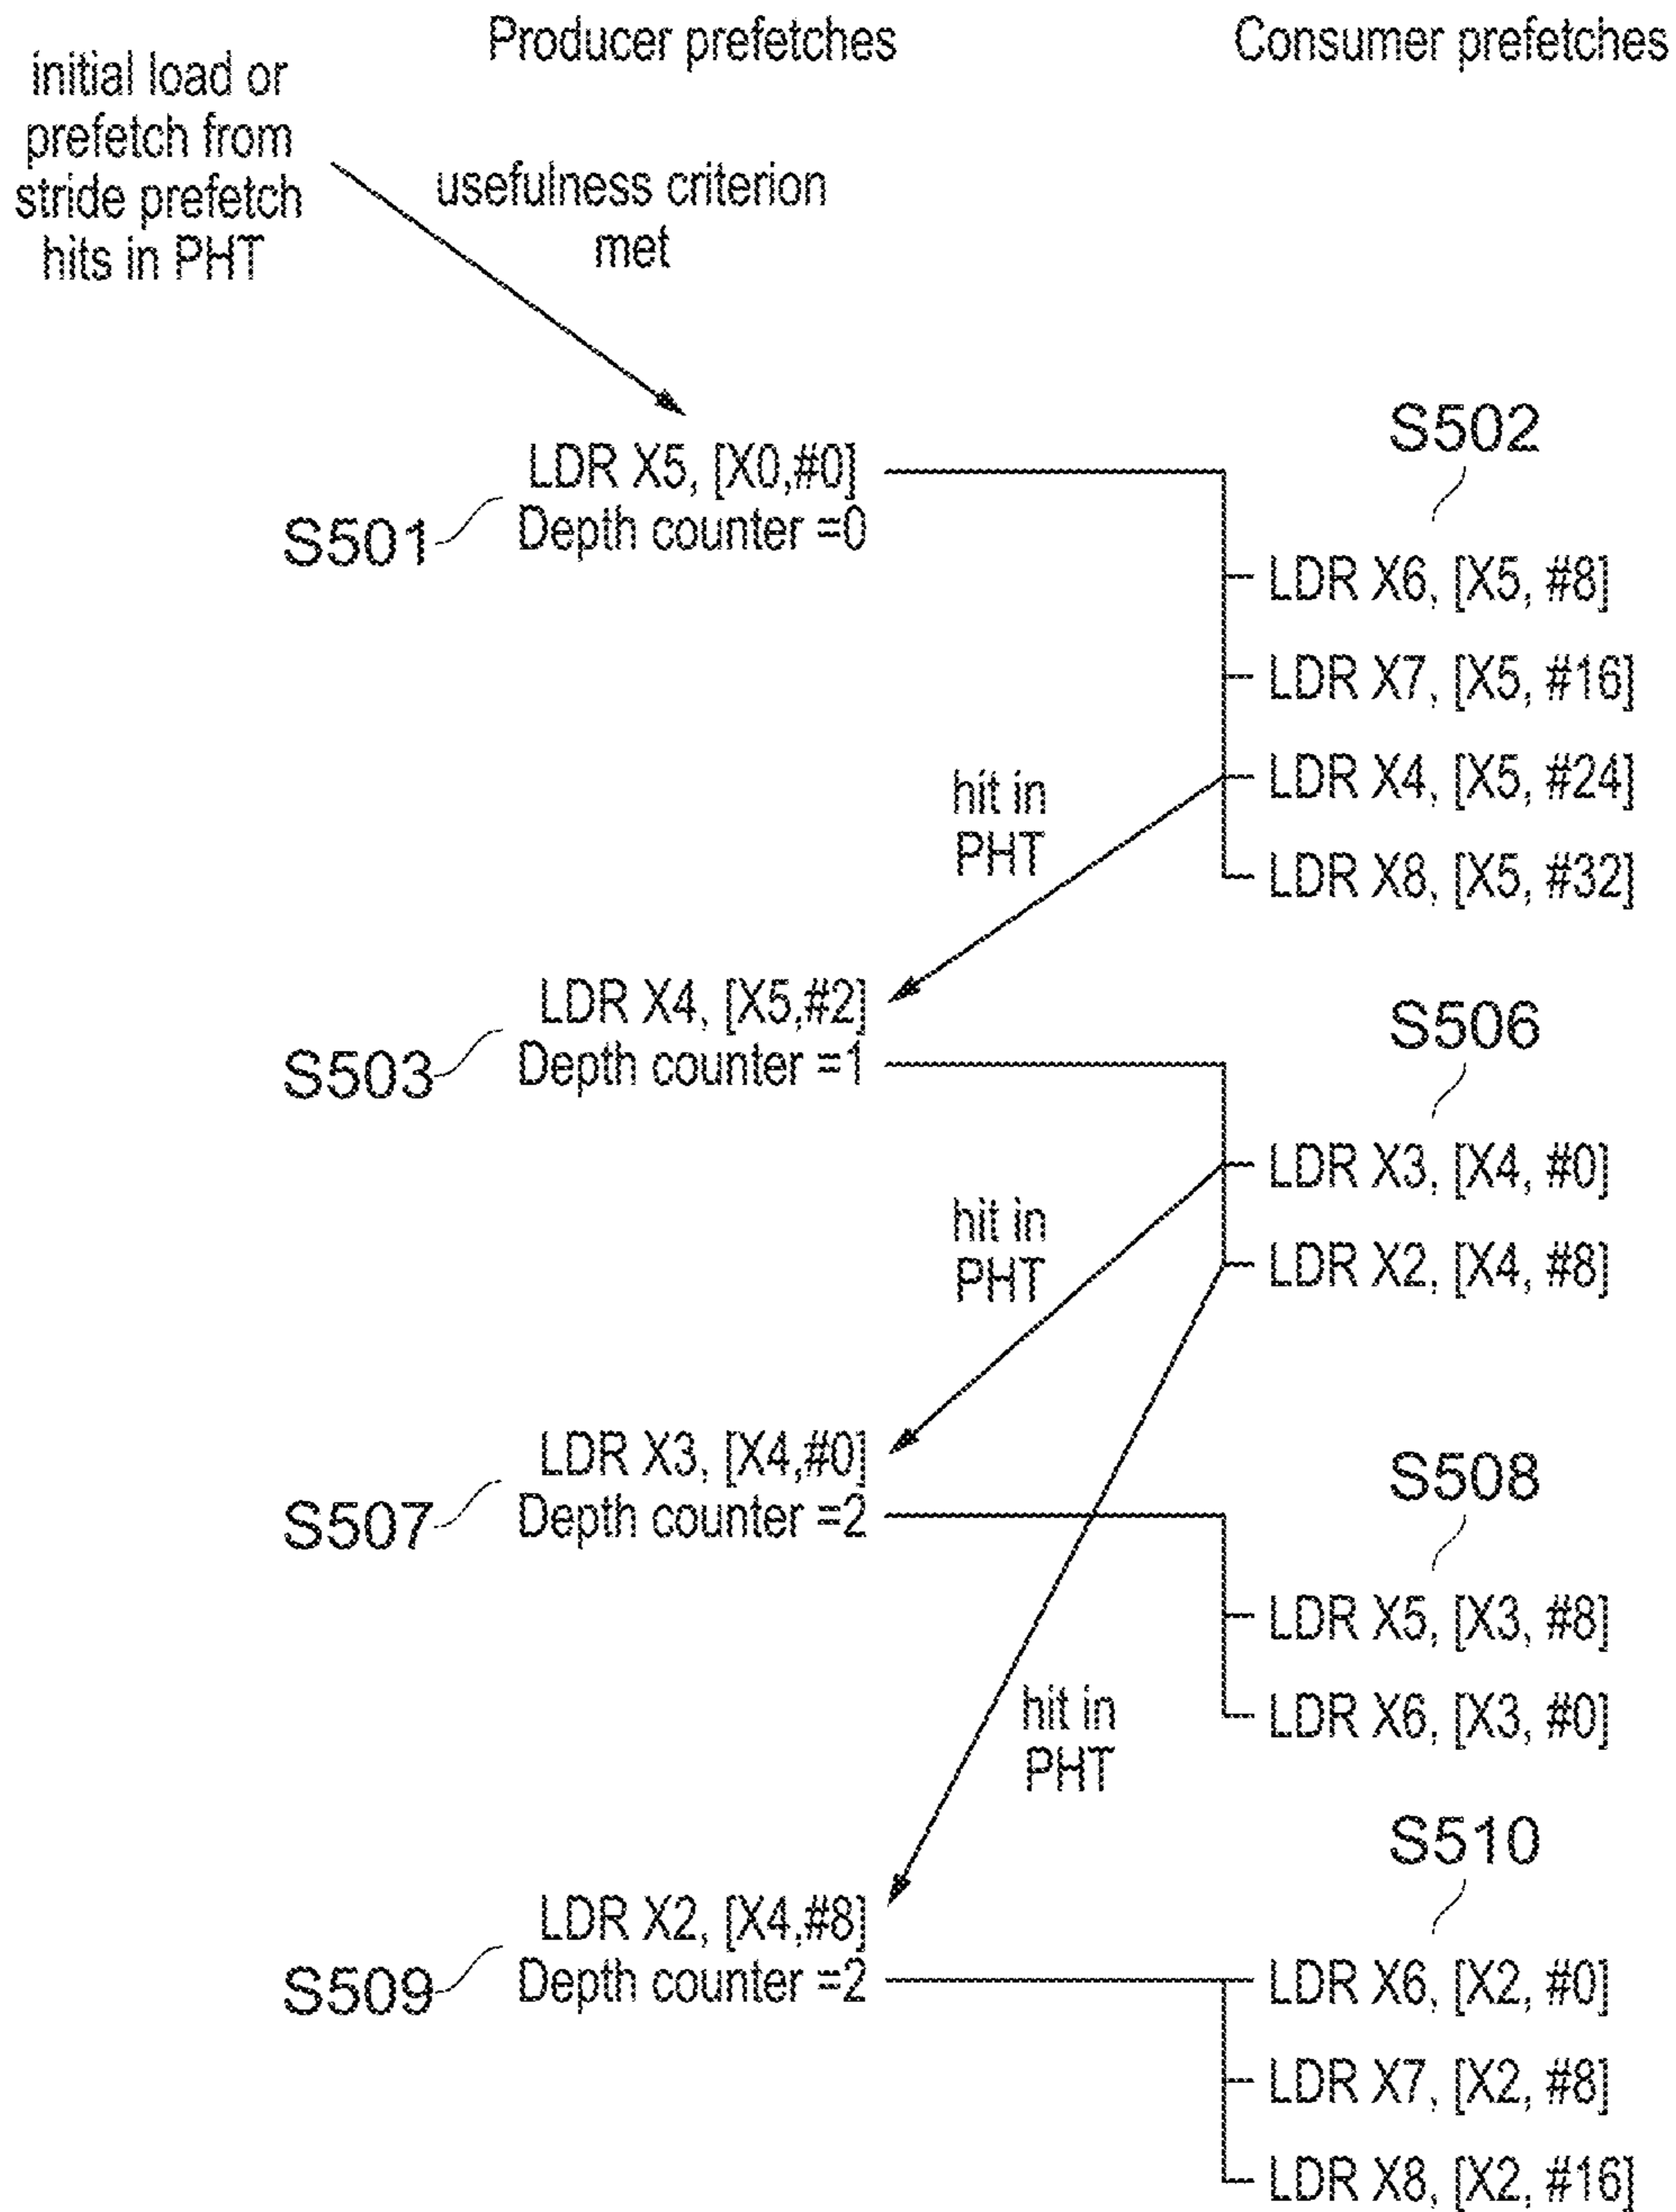 Producer prefetches
Consumer prefetches
initial load or
prefetch from
stride prefetch
hits in PHT
usefulness criterion
met
S501
LDR X5, [X0,#0]
Depth counter =0
S502
LDR X6, [X5, #8]
LDR X7, [X5, #16]
LDR X4, [X5, #24]
LDR X8, [X5, #32]
hit in
PHT
S503
LDR X4, [X5,#2]
Depth counter =1
S506
LDR X3, [X4, #0]
LDR X2, [X4, #8]
hit in
PHT
S507
LDR X3, [X4,#0]
Depth counter =2
S508
LDR X5, [X3, #8]
LDR X6, [X3, #0]
hit in
PHT
S509
LDR X2, [X4,#8]
Depth counter =2
S510
LDR X6, [X2, #0]
LDR X7, [X2, #8]
LDR X8, [X2, #16]